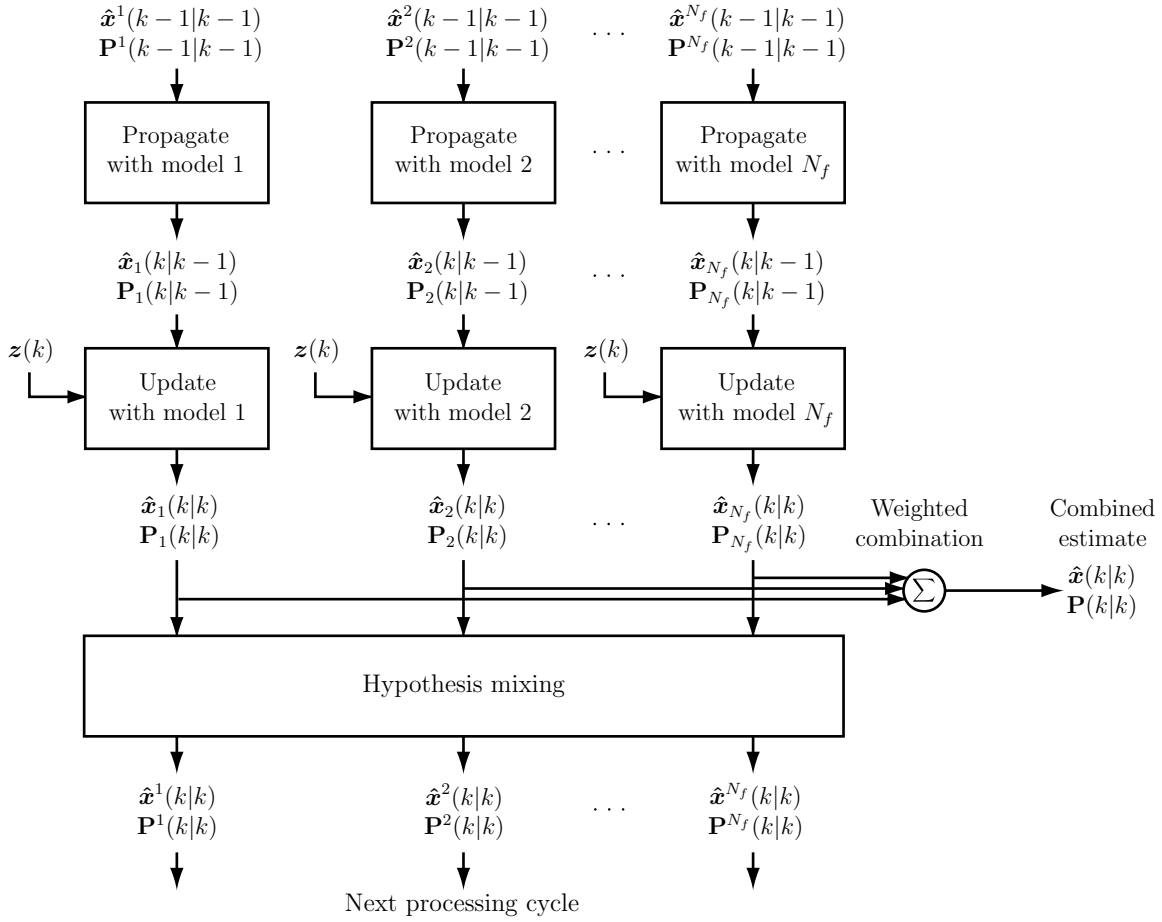 x̂¹(k−1|k−1) x̂²(k−1|k−1) x̂^{N_f}(k−1|k−1)
P¹(k−1|k−1) P²(k−1|k−1) . . . P^{N_f}(k−1|k−1)
Propagate with model 1
Propagate with model 2
. . .
Propagate with model N_f
x̂₁(k|k−1) x̂₂(k|k−1) x̂_{N_f}(k|k−1)
P₁(k|k−1) P₂(k|k−1) . . . P_{N_f}(k|k−1)
z(k) z(k) z(k)
Update with model 1
Update with model 2
Update with model N_f
x̂₁(k|k) x̂₂(k|k) x̂_{N_f}(k|k)
P₁(k|k) P₂(k|k) . . . P_{N_f}(k|k)
Weighted
combination
Combined
estimate
∑
x̂(k|k)
P(k|k)
Hypothesis mixing
x̂¹(k|k) x̂²(k|k) x̂^{N_f}(k|k)
P¹(k|k) P²(k|k) . . . P^{N_f}(k|k)
Next processing cycle